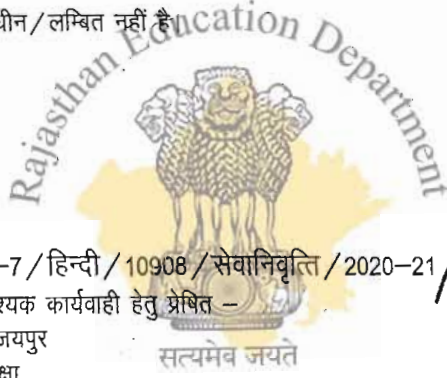 धीन/लम्बित नहीं है
Rajasthan Education Department
-7/हिन्दी/10908/सेवानिवृत्ति/2020-21/
श्यक कार्यवाही हेतु प्रेषित –
जयपुर
सत्यमेव जयते
क्षा